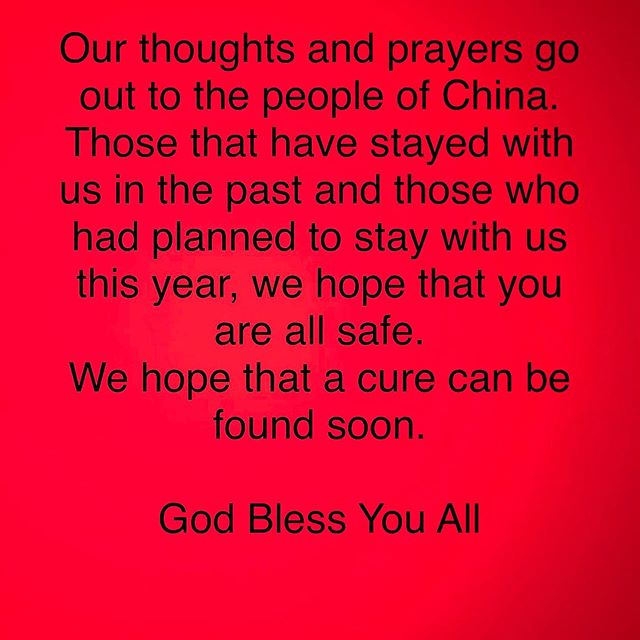 Our thoughts and prayers go
out to the people of China.
Those that have stayed with
us in the past and those who
had planned to stay with us
this year, we hope that you
are all safe.
We hope that a cure can be
found soon.
God Bless You All